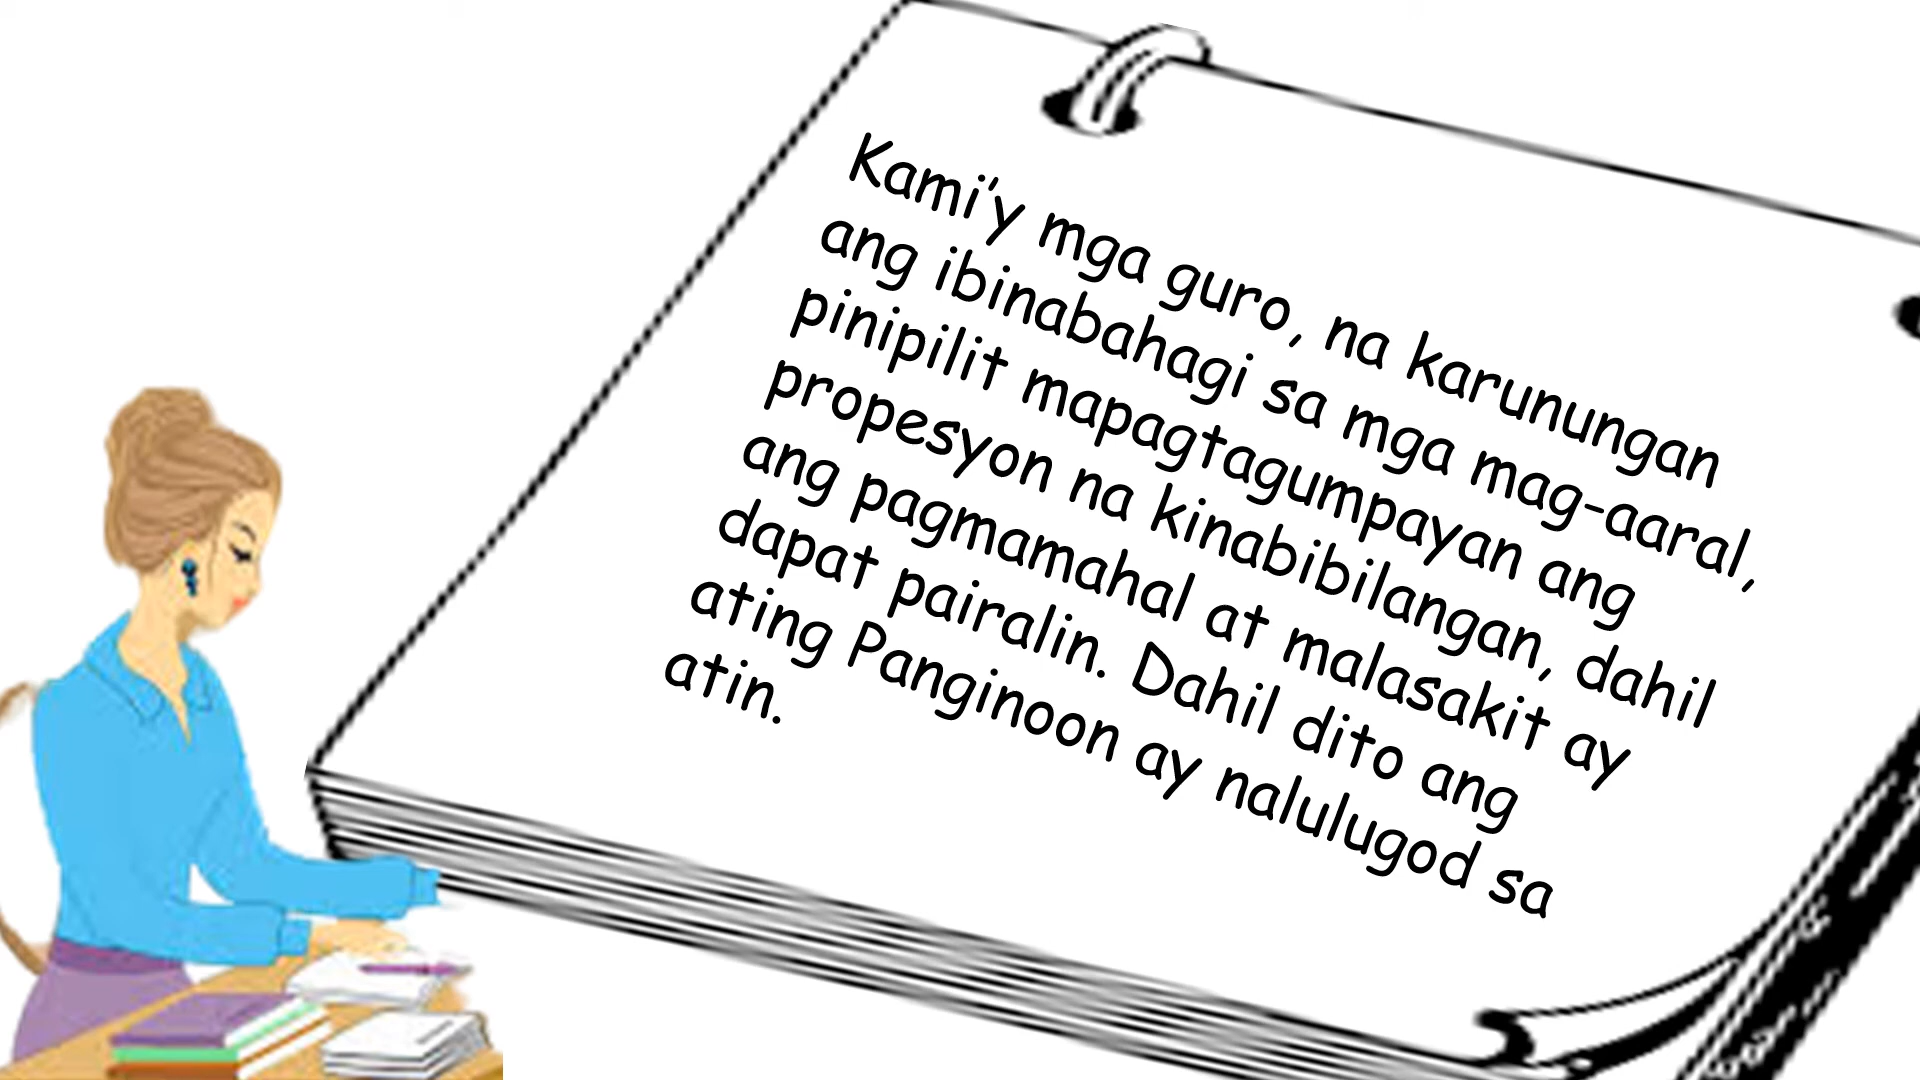 Kami'y mga guro, na karunungan
ang ibinabahagi sa mga mag-aaral,
pinipilit mapagtagumpayan ang
propesyon na kinabibilangan, dahil
ang pagmamahal at malasakit ay
dapat pairalin. Dahil dito ang
ating Panginoon ay nalulugod sa
atin.